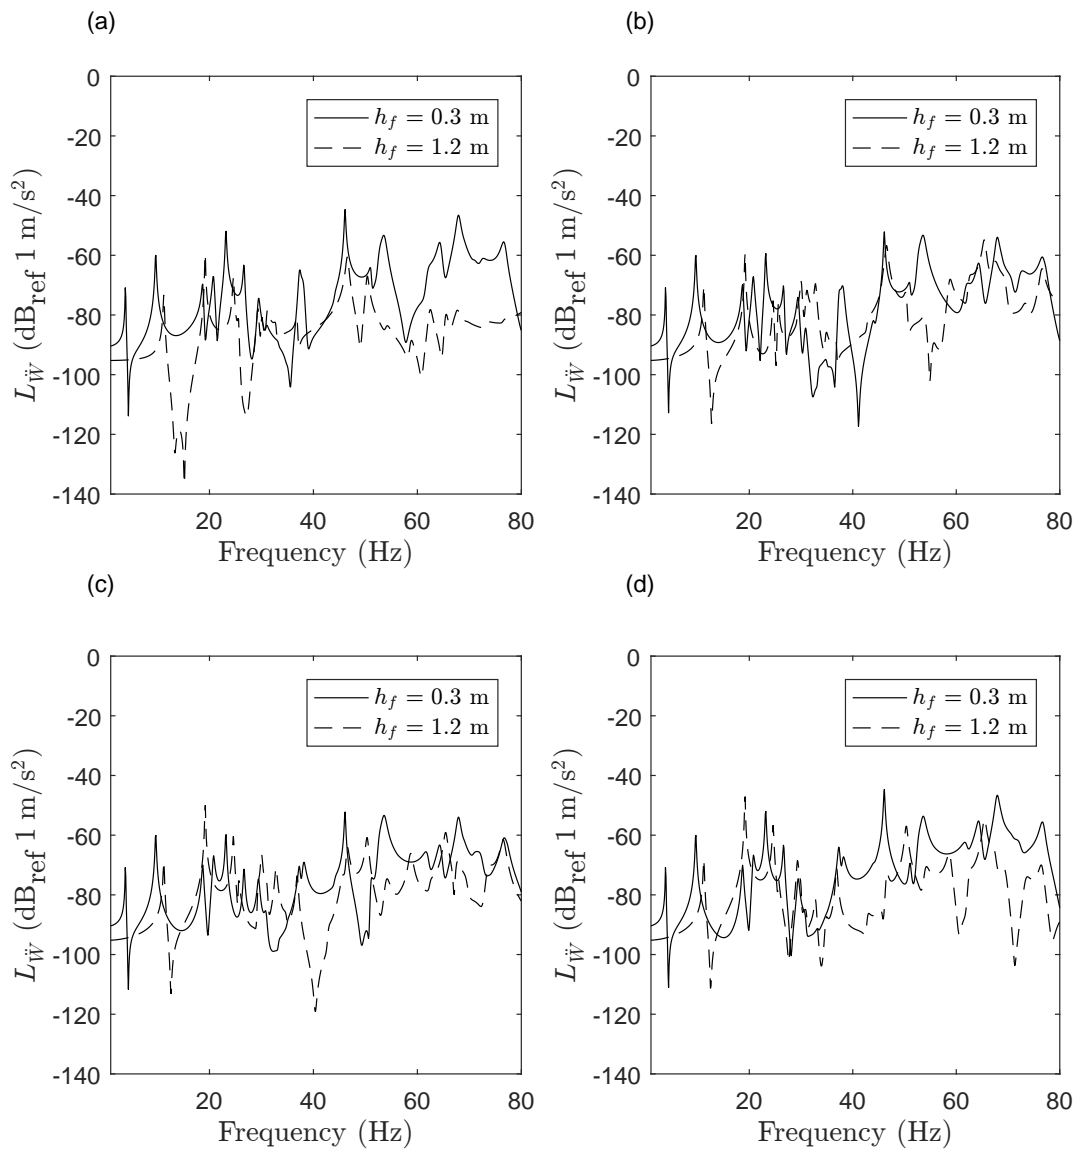 (a)
(b)
0
-20
-40
-60
-80
-100
-120
-140
20
40
60
80
Frequency (Hz)
L_Ẅ (dB_ref 1 m/s²)
h_f = 0.3 m
h_f = 1.2 m
0
-20
-40
-60
-80
-100
-120
-140
20
40
60
80
Frequency (Hz)
L_Ẅ (dB_ref 1 m/s²)
h_f = 0.3 m
h_f = 1.2 m
(c)
(d)
0
-20
-40
-60
-80
-100
-120
-140
20
40
60
80
Frequency (Hz)
L_Ẅ (dB_ref 1 m/s²)
h_f = 0.3 m
h_f = 1.2 m
0
-20
-40
-60
-80
-100
-120
-140
20
40
60
80
Frequency (Hz)
L_Ẅ (dB_ref 1 m/s²)
h_f = 0.3 m
h_f = 1.2 m